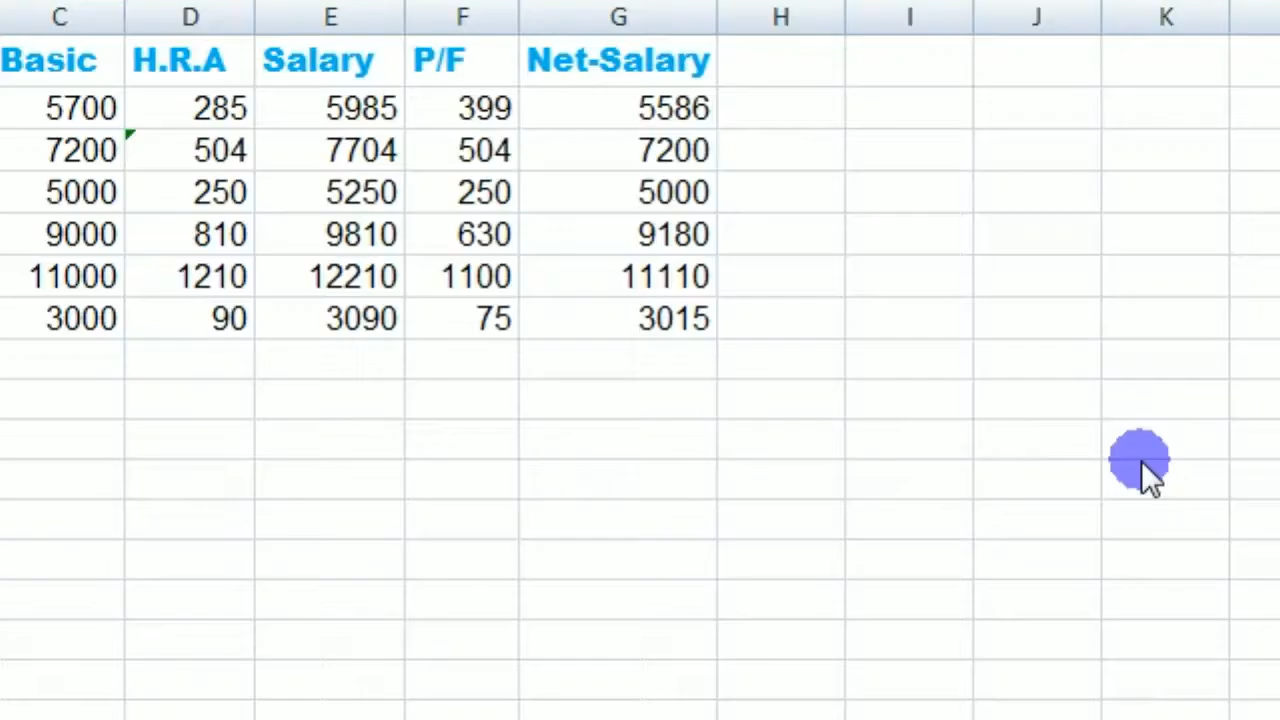 C D E F G H I J K
Basic H.R.A Salary P/F Net-Salary
5700 285 5985 399 5586
7200 504 7704 504 7200
5000 250 5250 250 5000
9000 810 9810 630 9180
11000 1210 12210 1100 11110
3000 90 3090 75 3015